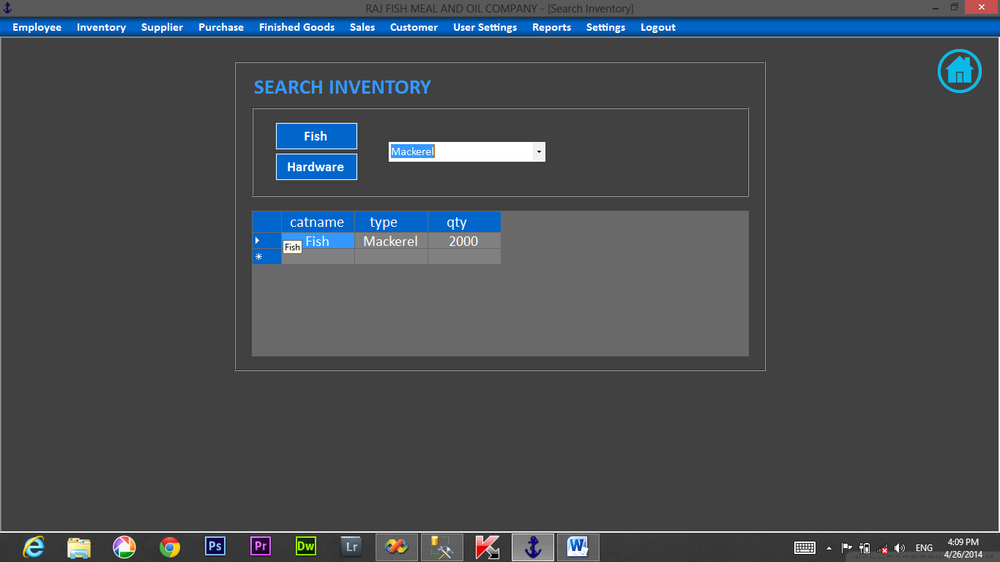 RAJ FISH MEAL AND OIL COMPANY - [Search Inventory]
Employee Inventory Supplier Purchase Finished Goods Sales Customer User Settings Reports Settings Logout
SEARCH INVENTORY
Fish
Mackerel
Hardware
catname type qty
Fish Mackerel 2000
Fish
Ps Pr Dw Lr
ENG
4:09 PM
4/26/2014